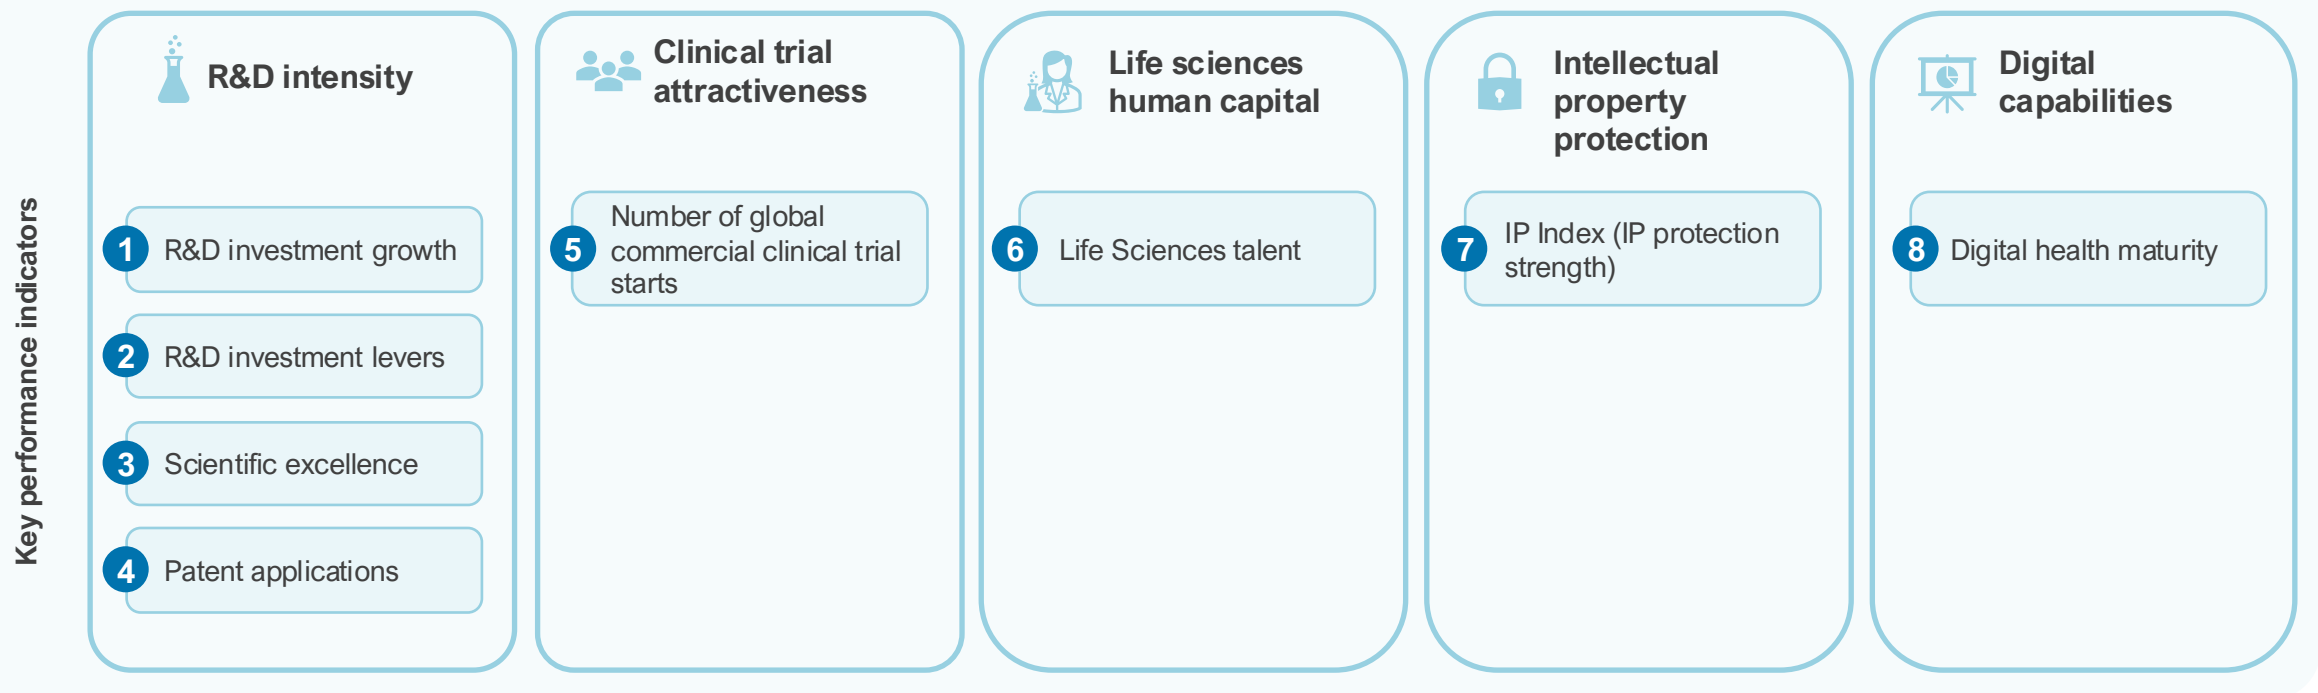 Key performance indicators
R&D intensity
1
R&D investment growth
2
R&D investment levers
3
Scientific excellence
4
Patent applications
Clinical trial
attractiveness
5
Number of global
commercial clinical trial
starts
Life sciences
human capital
6
Life Sciences talent
Intellectual
property
protection
7
IP Index (IP protection
strength)
Digital
capabilities
8
Digital health maturity